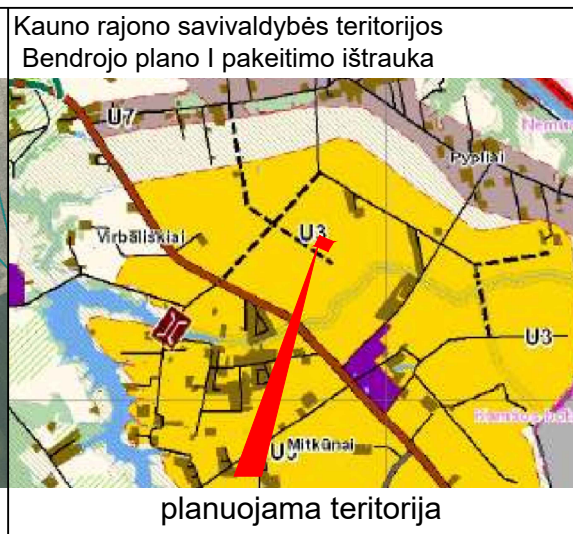 Kauno rajono savivaldybės teritorijos
Bendrojo plano I pakeitimo ištrauka
U7
Pypliai
Virbališkiai
U3
U3
Mitkūnai
planuojama teritorija